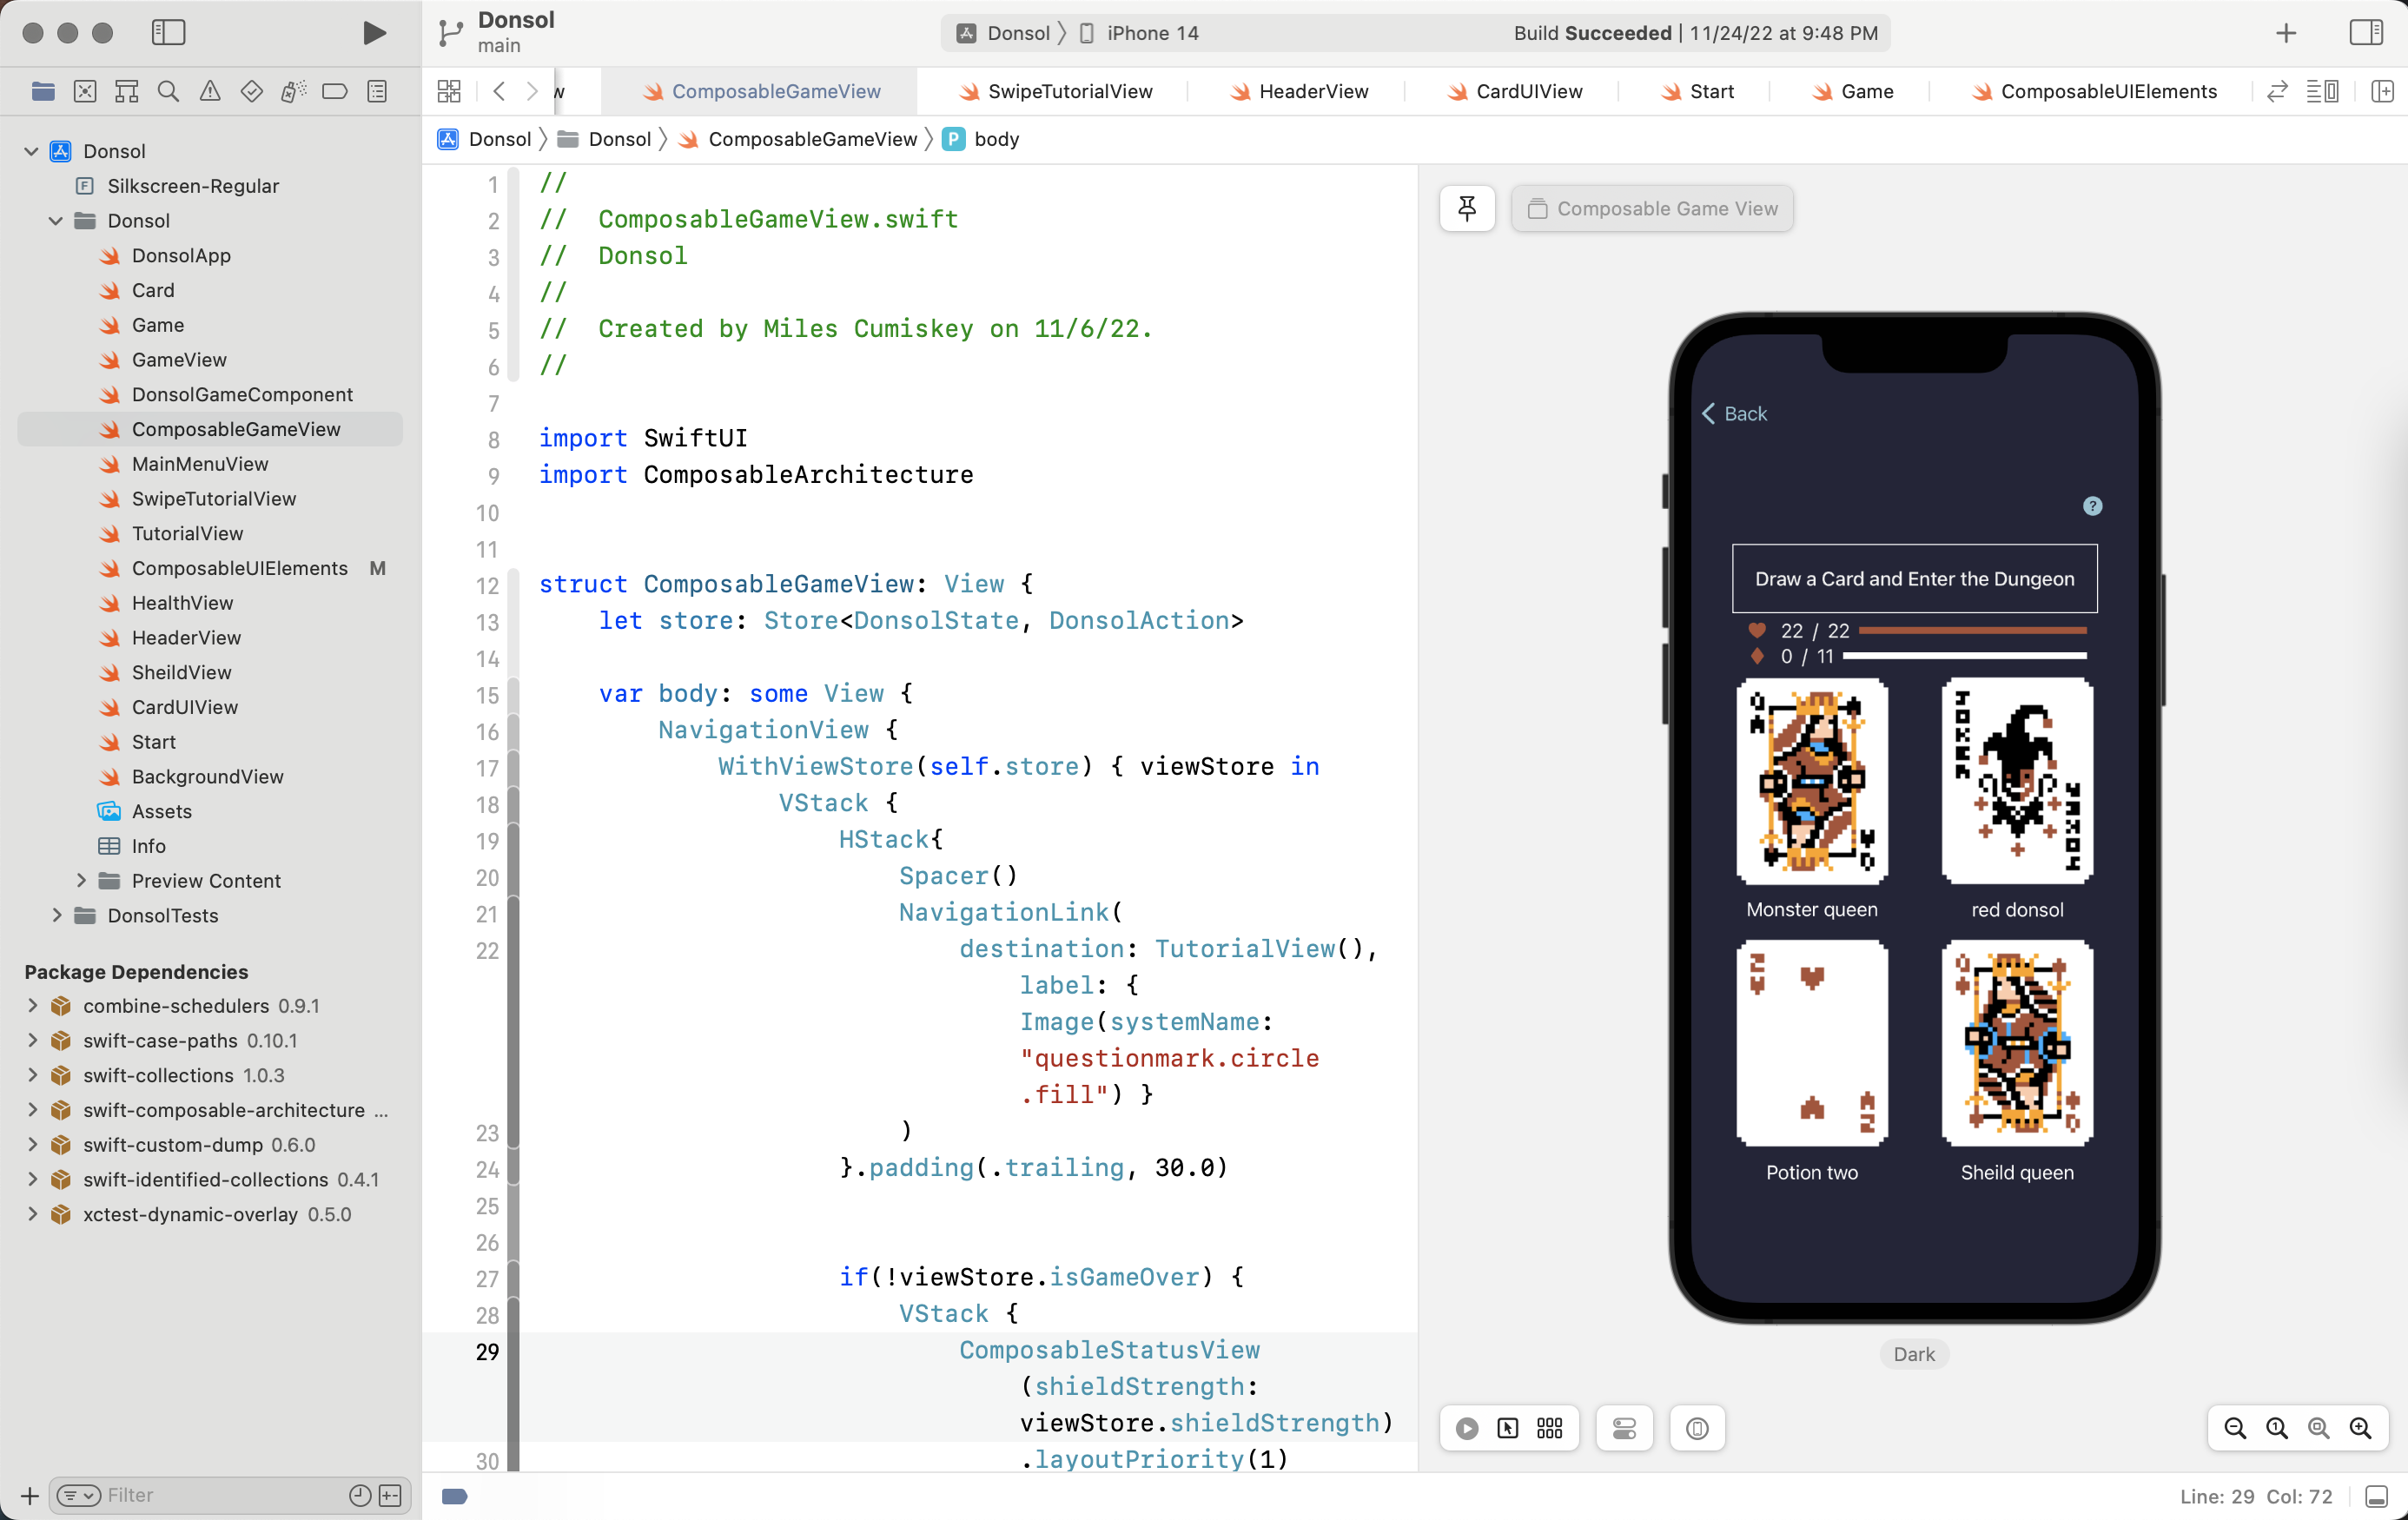 Donsol
main
Donsol
iPhone 14
Build Succeeded | 11/24/22 at 9:48 PM
w
ComposableGameView
SwipeTutorialView
HeaderView
CardUIView
Start
Game
ComposableUIElements
Donsol
Donsol
ComposableGameView
P
body
Donsol
F
Silkscreen-Regular
Donsol
DonsolApp
Card
Game
GameView
DonsolGameComponent
ComposableGameView
MainMenuView
SwipeTutorialView
TutorialView
ComposableUIElements M
HealthView
HeaderView
SheildView
CardUIView
Start
BackgroundView
Assets
Info
Preview Content
DonsolTests
Package Dependencies
combine-schedulers 0.9.1
swift-case-paths 0.10.1
swift-collections 1.0.3
swift-composable-architecture ...
swift-custom-dump 0.6.0
swift-identified-collections 0.4.1
xctest-dynamic-overlay 0.5.0
Filter
1 //
2 //  ComposableGameView.swift
3 //  Donsol
4 //
5 //  Created by Miles Cumiskey on 11/6/22.
6 //
7
8 import SwiftUI
9 import ComposableArchitecture
10
11
12 struct ComposableGameView: View {
13     let store: Store<DonsolState, DonsolAction>
14
15     var body: some View {
16         NavigationView {
17             WithViewStore(self.store) { viewStore in
18                 VStack {
19                     HStack{
20                         Spacer()
21                         NavigationLink(
22                             destination: TutorialView(),
label: {
Image(systemName:
"questionmark.circle
.fill") }
23                         )
24                     }.padding(.trailing, 30.0)
25
26
27                     if(!viewStore.isGameOver) {
28                         VStack {
29                             ComposableStatusView
(shieldStrength:
viewStore.shieldStrength)
30                                 .layoutPriority(1)
Composable Game View
Back
?
Draw a Card and Enter the Dungeon
22 / 22
0 / 11
Q
Q
JOKER
JOKER
Monster queen
red donsol
2
2
Q
Q
Potion two
Sheild queen
Dark
Line: 29 Col: 72